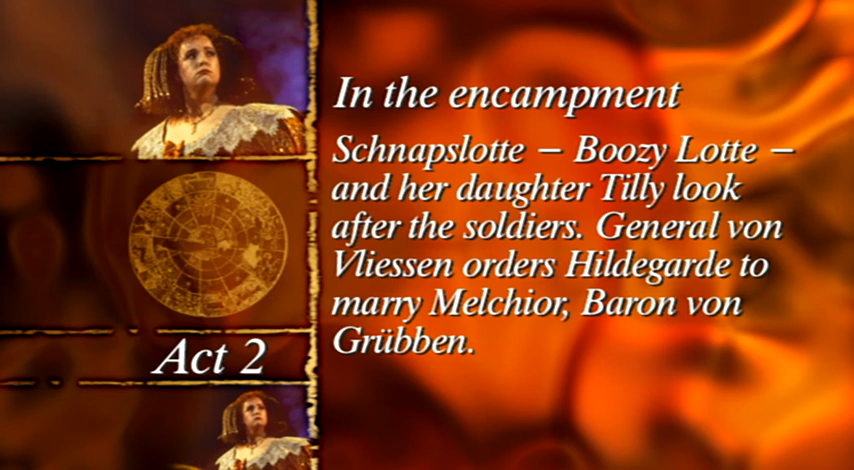 In the encampment
Schnapslotte – Boozy Lotte –
and her daughter Tilly look
after the soldiers. General von
Vliessen orders Hildegarde to
marry Melchior, Baron von
Grübben.
Act 2